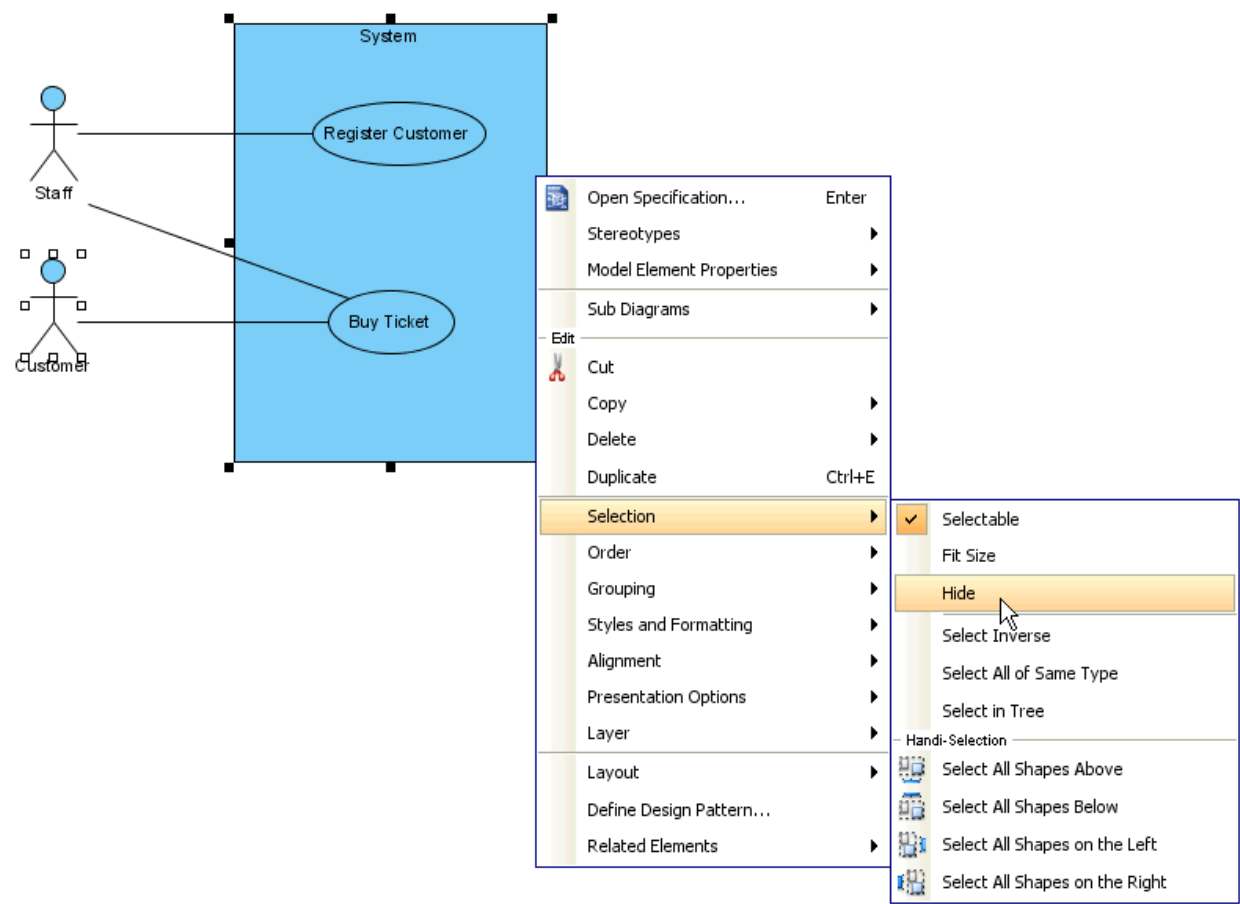 System
Register Customer
Staff
Buy Ticket
Customer
Open Specification... Enter
Stereotypes
Model Element Properties
Sub Diagrams
Edit
Cut
Copy
Delete
Duplicate Ctrl+E
Selection
Order
Grouping
Styles and Formatting
Alignment
Presentation Options
Layer
Layout
Define Design Pattern...
Related Elements
Selectable
Fit Size
Hide
Select Inverse
Select All of Same Type
Select in Tree
Handi-Selection
Select All Shapes Above
Select All Shapes Below
Select All Shapes on the Left
Select All Shapes on the Right